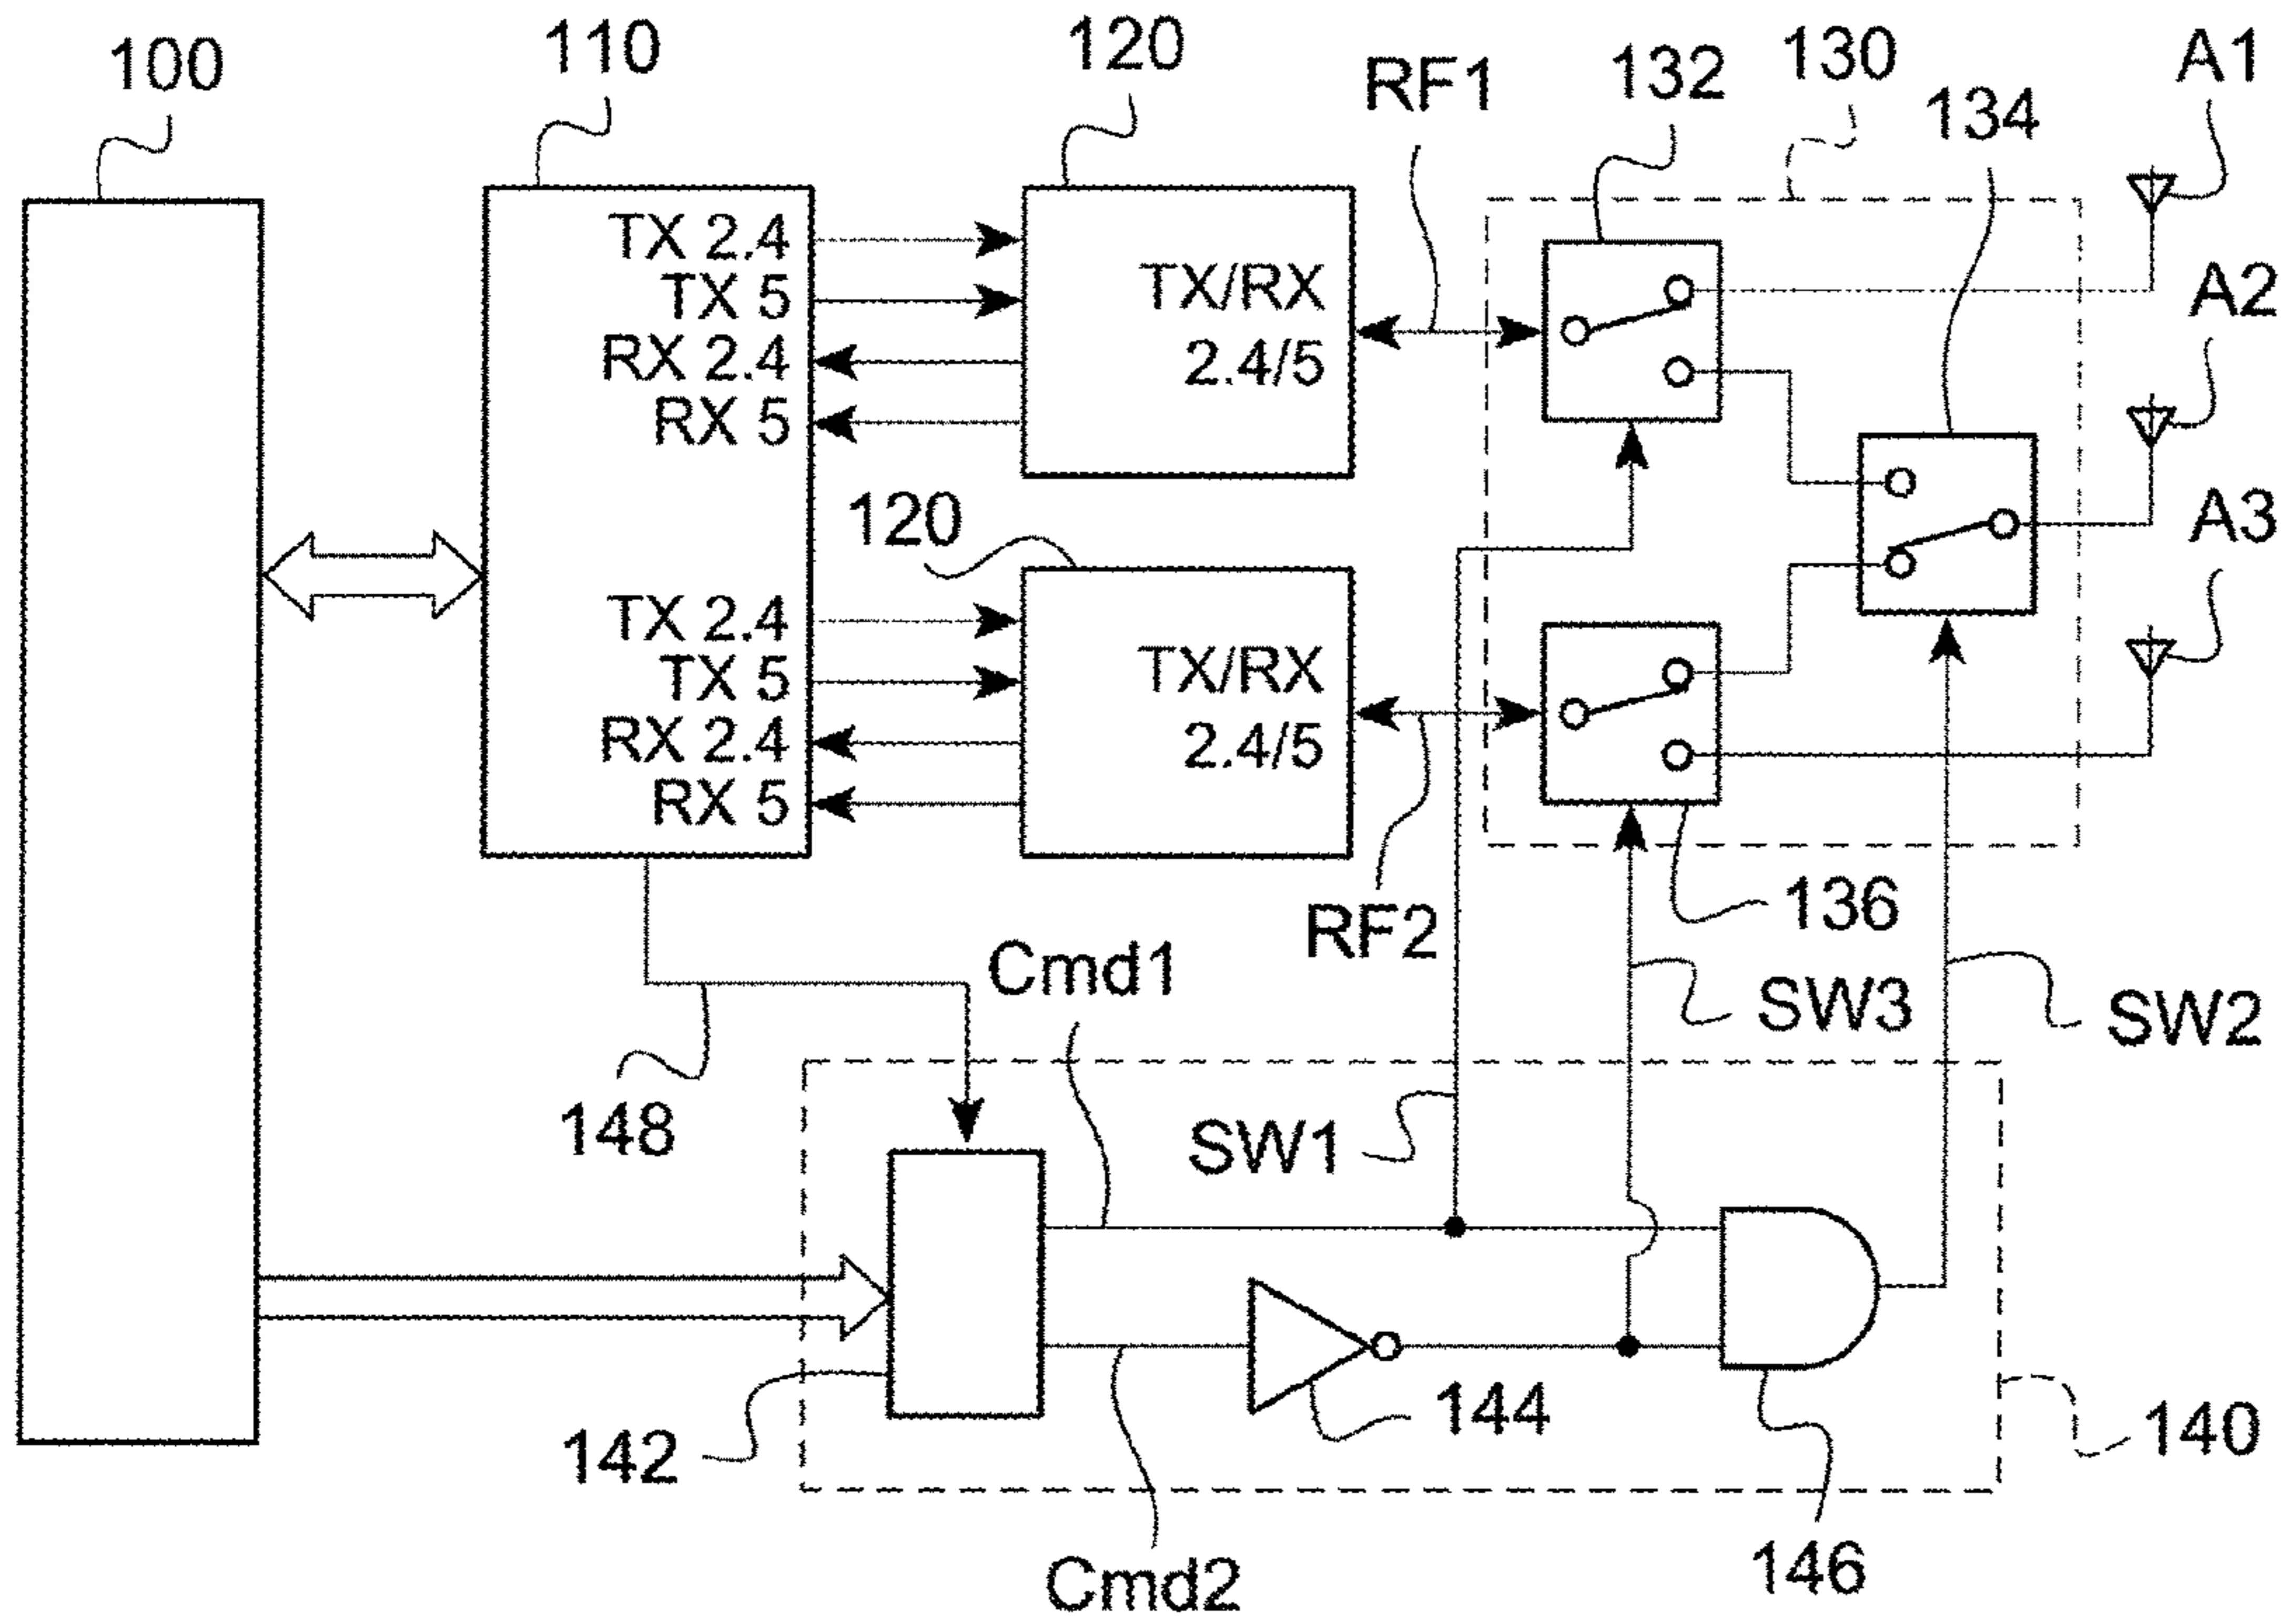 100
110
120
RF1
132
130
134
A1
TX 2.4
TX 5
RX 2.4
RX 5
TX/RX
2.4/5
A2
120
A3
TX 2.4
TX 5
RX 2.4
RX 5
TX/RX
2.4/5
136
RF2
Cmd1
SW3
SW2
148
SW1
142
144
140
146
Cmd2